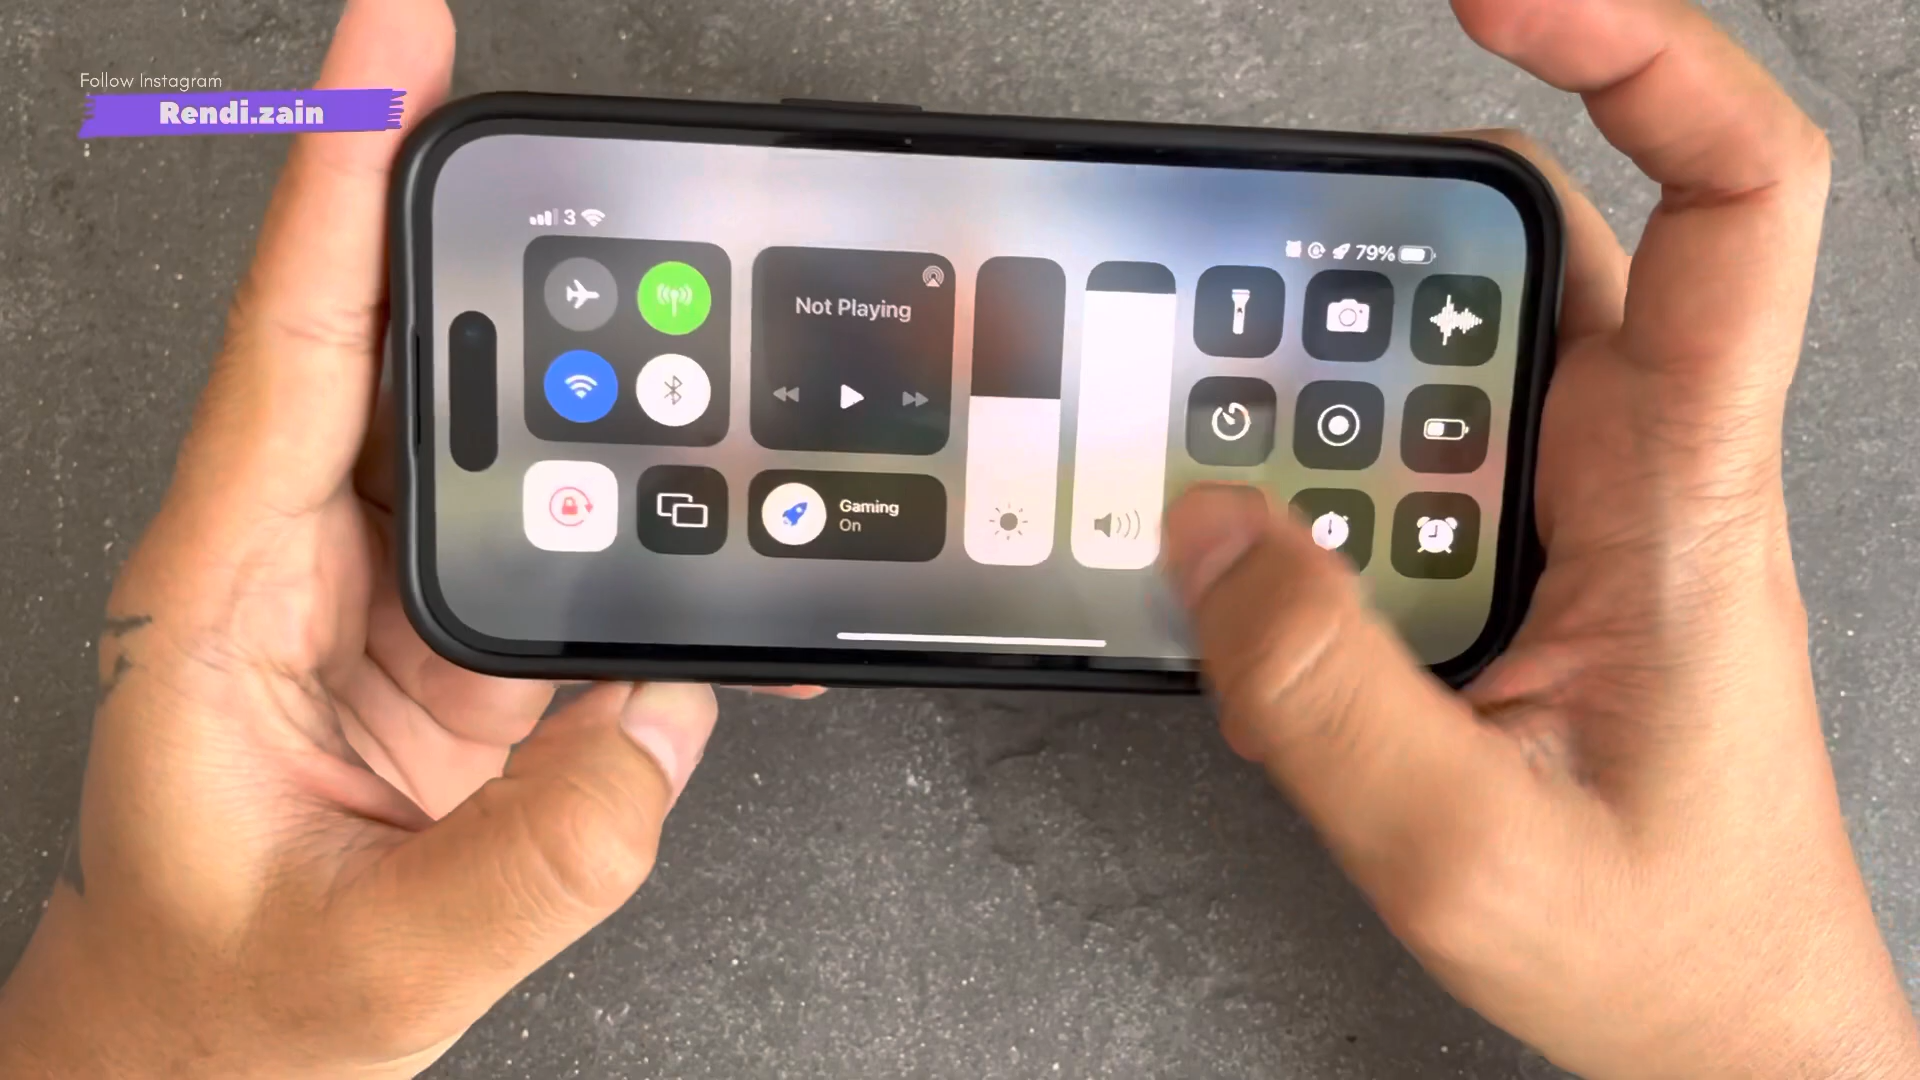 Follow Instagram
Rendi.zain
3
79%
Not Playing
Gaming
On